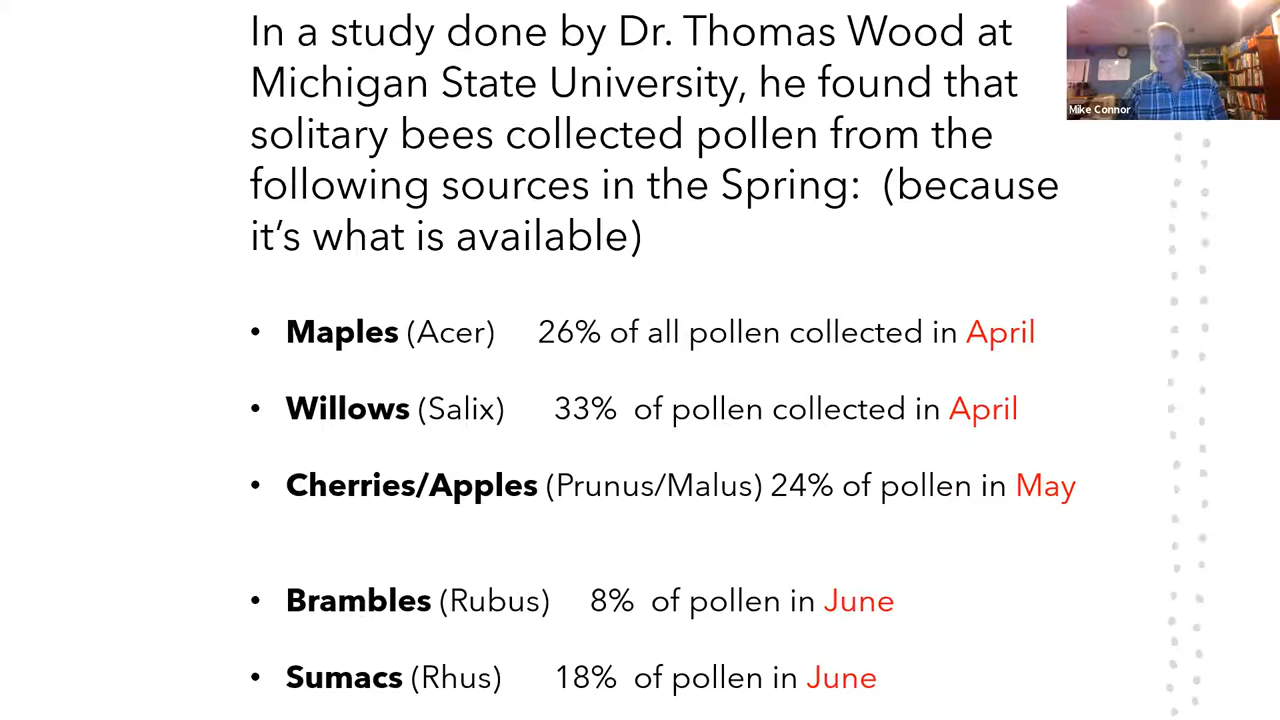 In a study done by Dr. Thomas Wood at
Michigan State University, he found that
solitary bees collected pollen from the
following sources in the Spring:  (because
it’s what is available)
Mike Connor
• Maples (Acer) 26% of all pollen collected in April
• Willows (Salix) 33% of pollen collected in April
• Cherries/Apples (Prunus/Malus) 24% of pollen in May
• Brambles (Rubus) 8% of pollen in June
• Sumacs (Rhus) 18% of pollen in June